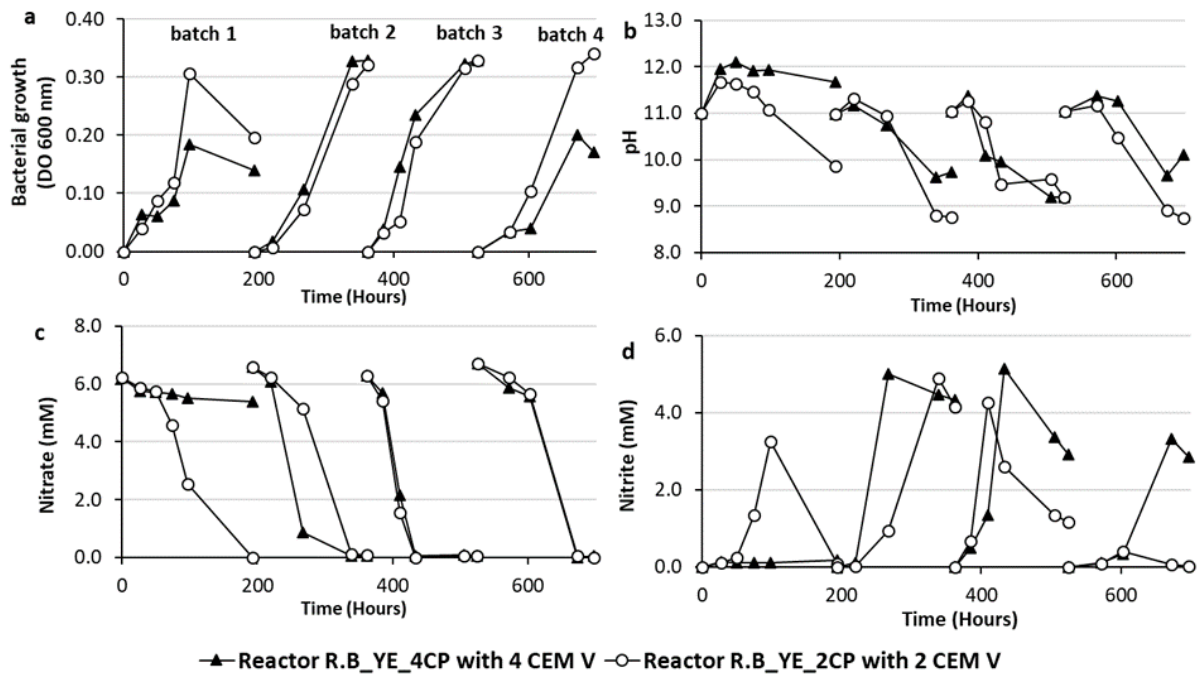 a
0.40
0.30
0.20
0.10
0.00
Bacterial growth
(DO 600 nm)
batch 1
batch 2
batch 3
batch 4
0
200
400
600
Time (Hours)
b
13.0
12.0
11.0
10.0
9.0
8.0
pH
0
200
400
600
Time (Hours)
c
8.0
6.0
4.0
2.0
0.0
Nitrate (mM)
0
200
400
600
Time (Hours)
d
6.0
4.0
2.0
0.0
Nitrite (mM)
0
200
400
600
Time (Hours)
Reactor R.B_YE_4CP with 4 CEM V
Reactor R.B_YE_2CP with 2 CEM V